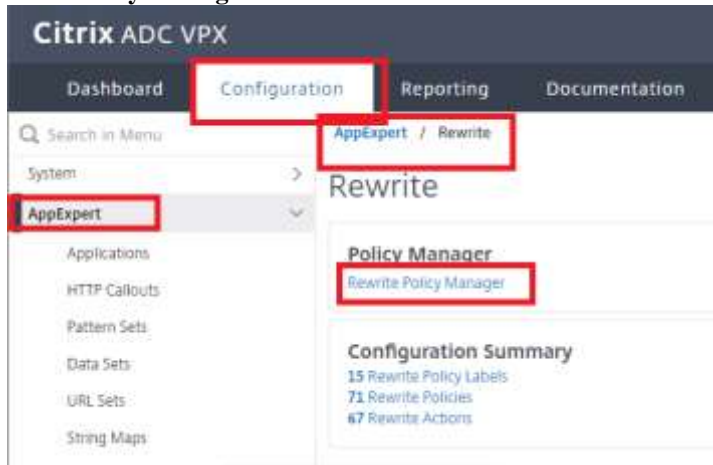 Citrix ADC VPX
Dashboard Configuration Reporting Documentation
Search in Menu
AppExpert / Rewrite
System
Rewrite
AppExpert
Applications
Policy Manager
Rewrite Policy Manager
HTTP Callouts
Pattern Sets
Data Sets
Configuration Summary
15 Rewrite Policy Labels
71 Rewrite Policies
67 Rewrite Actions
URL Sets
String Maps